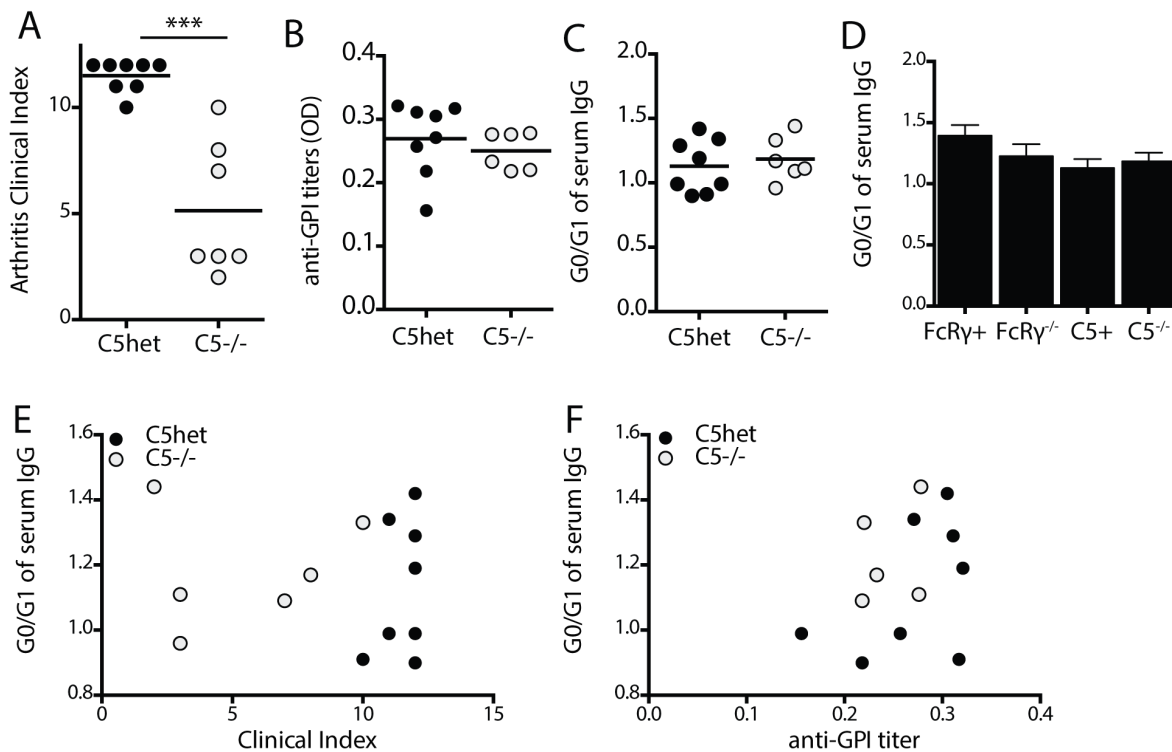 A
***
Arthritis Clinical Index
10
5
0
C5het
C5-/-
B
anti-GPI titers (OD)
0.4
0.3
0.2
0.1
0.0
C5het
C5-/-
C
G0/G1 of serum IgG
2.0
1.5
1.0
0.5
0.0
C5het
C5-/-
D
G0/G1 of serum IgG
2.0
1.5
1.0
0.5
0.0
FcRγ+
FcRγ-/-
C5+
C5-/-
E
G0/G1 of serum IgG
1.6
1.4
1.2
1.0
0.8
C5het
C5-/-
0
5
10
15
Clinical Index
F
G0/G1 of serum IgG
1.6
1.4
1.2
1.0
0.8
C5het
C5-/-
0.0
0.1
0.2
0.3
0.4
anti-GPI titer